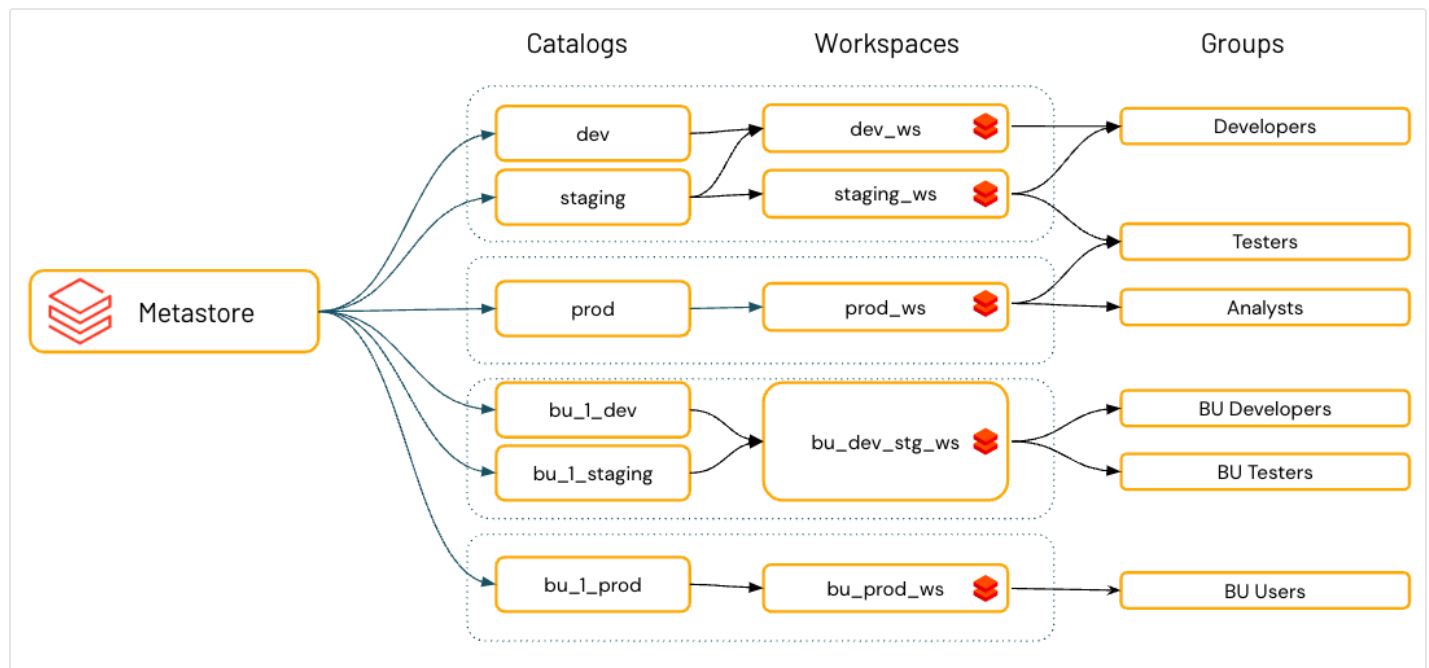 Catalogs
Workspaces
Groups
Metastore
dev
dev_ws
Developers
staging
staging_ws
Testers
prod
prod_ws
Analysts
bu_1_dev
bu_1_staging
bu_dev_stg_ws
BU Developers
BU Testers
bu_1_prod
bu_prod_ws
BU Users